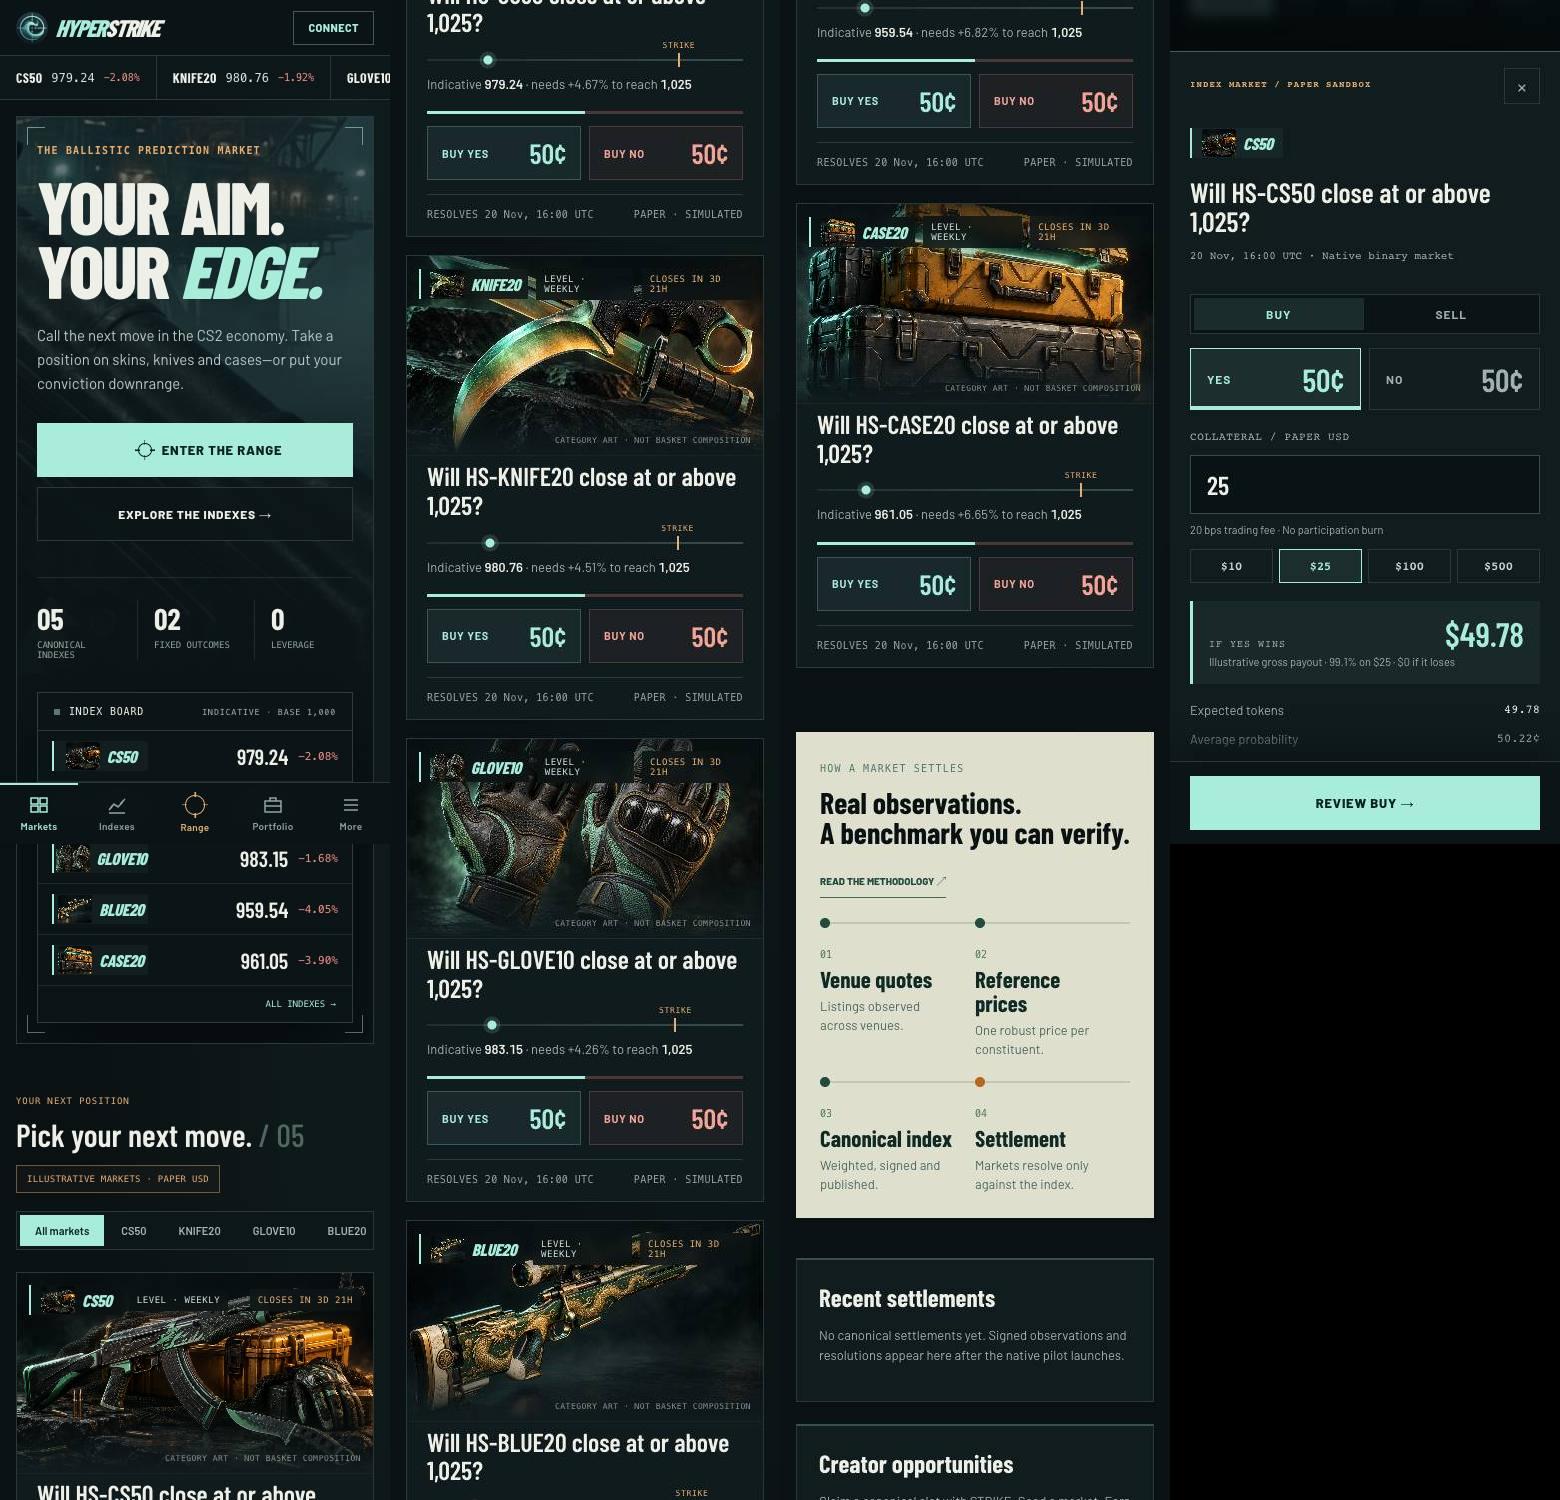 HYPERSTRIKE
CONNECT
CS50 979.24 −2.08%
KNIFE20 980.76 −1.92%
GLOVE10
THE BALLISTIC PREDICTION MARKET
YOUR AIM.
YOUR EDGE.
Call the next move in the CS2 economy. Take a
position on skins, knives and cases—or put your
conviction downrange.
ENTER THE RANGE
EXPLORE THE INDEXES →
05
CANONICAL
INDEXES
02
FIXED OUTCOMES
0
LEVERAGE
INDEX BOARD
INDICATIVE · BASE 1,000
CS50 979.24 −2.08%
Markets
Indexes
Range
Portfolio
More
GLOVE10 983.15 −1.68%
BLUE20 959.54 −4.05%
CASE20 961.05 −3.90%
ALL INDEXES →
YOUR NEXT POSITION
Pick your next move. / 05
ILLUSTRATIVE MARKETS · PAPER USD
All markets
CS50
KNIFE20
GLOVE10
BLUE20
CS50
LEVEL · WEEKLY
CLOSES IN 3D 21H
CATEGORY ART · NOT BASKET COMPOSITION
Will HS-CS50 close at or above
Will HS-CS50 close at or above
1,025?
STRIKE
Indicative 979.24 · needs +4.67% to reach 1,025
BUY YES 50¢
BUY NO 50¢
RESOLVES 20 Nov, 16:00 UTC
PAPER · SIMULATED
KNIFE20
LEVEL ·
WEEKLY
CLOSES IN 3D
21H
CATEGORY ART · NOT BASKET COMPOSITION
Will HS-KNIFE20 close at or above
1,025?
STRIKE
Indicative 980.76 · needs +4.51% to reach 1,025
BUY YES 50¢
BUY NO 50¢
RESOLVES 20 Nov, 16:00 UTC
PAPER · SIMULATED
GLOVE10
LEVEL ·
WEEKLY
CLOSES IN 3D
21H
CATEGORY ART · NOT BASKET COMPOSITION
Will HS-GLOVE10 close at or above
1,025?
STRIKE
Indicative 983.15 · needs +4.26% to reach 1,025
BUY YES 50¢
BUY NO 50¢
RESOLVES 20 Nov, 16:00 UTC
PAPER · SIMULATED
BLUE20
LEVEL ·
WEEKLY
CLOSES IN 3D
21H
CATEGORY ART · NOT BASKET COMPOSITION
Will HS-BLUE20 close at or above
1,025?
STRIKE
Indicative 959.54 · needs +6.82% to reach 1,025
BUY YES 50¢
BUY NO 50¢
RESOLVES 20 Nov, 16:00 UTC
PAPER · SIMULATED
CASE20
LEVEL ·
WEEKLY
CLOSES IN 3D
21H
CATEGORY ART · NOT BASKET COMPOSITION
Will HS-CASE20 close at or above
1,025?
STRIKE
Indicative 961.05 · needs +6.65% to reach 1,025
BUY YES 50¢
BUY NO 50¢
RESOLVES 20 Nov, 16:00 UTC
PAPER · SIMULATED
HOW A MARKET SETTLES
Real observations.
A benchmark you can verify.
READ THE METHODOLOGY ↗
01
Venue quotes
Listings observed
across venues.
02
Reference
prices
One robust price per
constituent.
03
Canonical index
Weighted, signed and
published.
04
Settlement
Markets resolve only
against the index.
Recent settlements
No canonical settlements yet. Signed observations and
resolutions appear here after the native pilot launches.
Creator opportunities
INDEX MARKET / PAPER SANDBOX
×
CS50
Will HS-CS50 close at or above
1,025?
20 Nov, 16:00 UTC · Native binary market
BUY
SELL
YES 50¢
NO 50¢
COLLATERAL / PAPER USD
25
20 bps trading fee · No participation burn
$10
$25
$100
$500
IF YES WINS $49.78
Illustrative gross payout · 99.1% on $25 · $0 if it loses
Expected tokens 49.78
Average probability 50.22¢
REVIEW BUY →